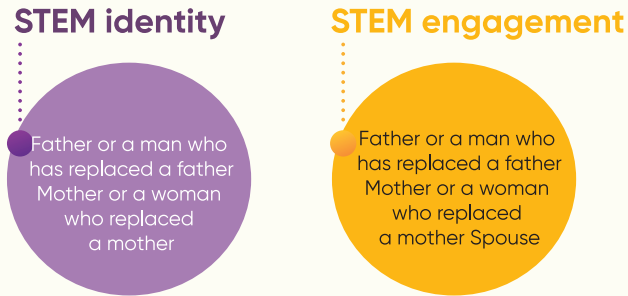 STEM identity
Father or a man who
has replaced a father
Mother or a woman
who replaced
a mother
STEM engagement
Father or a man who
has replaced a father
Mother or a woman
who replaced
a mother Spouse